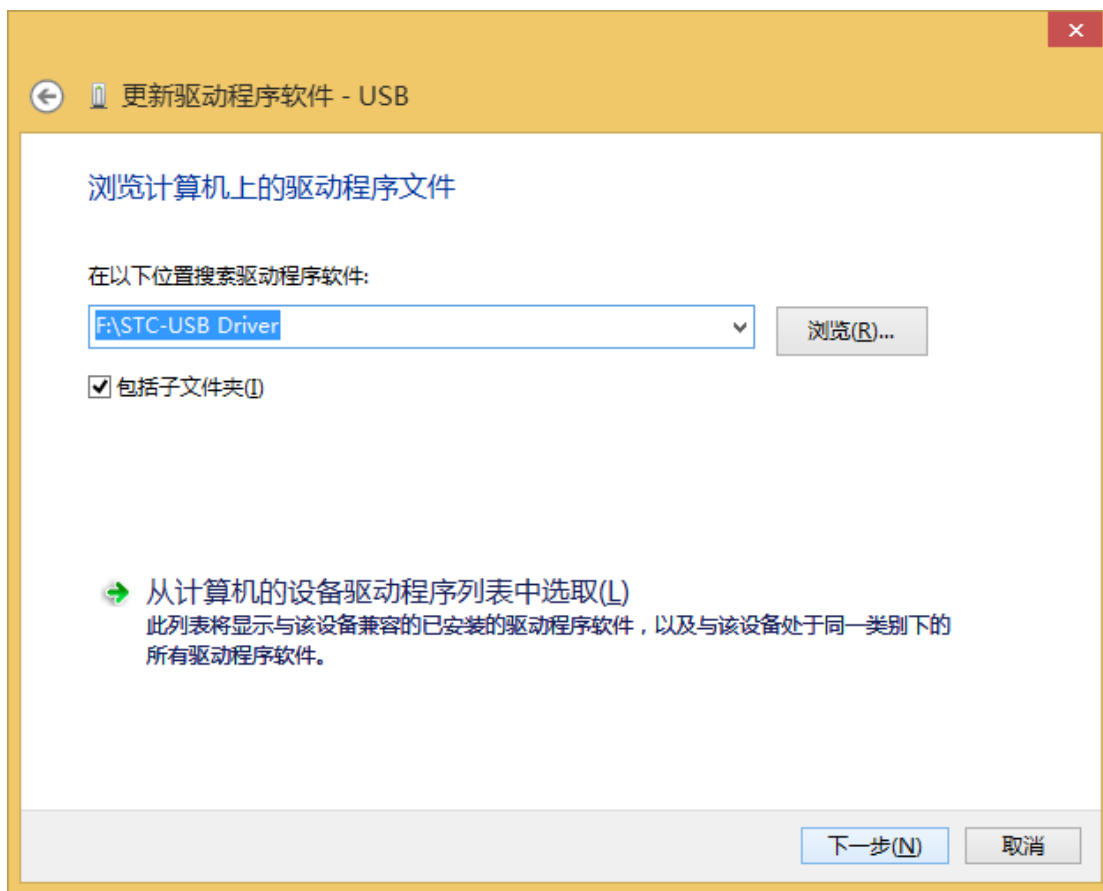 更新驱动程序软件 - USB
浏览计算机上的驱动程序文件
在以下位置搜索驱动程序软件:
F:\STC-USB Driver
浏览(R)...
包括子文件夹(I)
从计算机的设备驱动程序列表中选取(L)
此列表将显示与该设备兼容的已安装的驱动程序软件，以及与该设备处于同一类别下的
所有驱动程序软件。
下一步(N)
取消